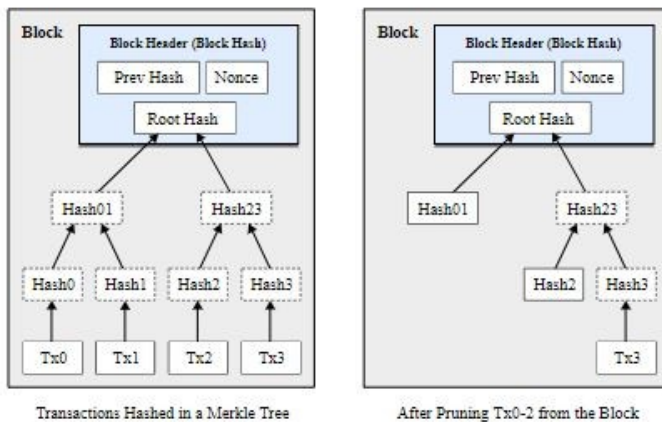 Block
Block Header (Block Hash)
Prev Hash
Nonce
Root Hash
Hash01
Hash23
Hash0
Hash1
Hash2
Hash3
Tx0
Tx1
Tx2
Tx3
Transactions Hashed in a Merkle Tree
Block
Block Header (Block Hash)
Prev Hash
Nonce
Root Hash
Hash01
Hash23
Hash2
Hash3
Tx3
After Pruning Tx0-2 from the Block